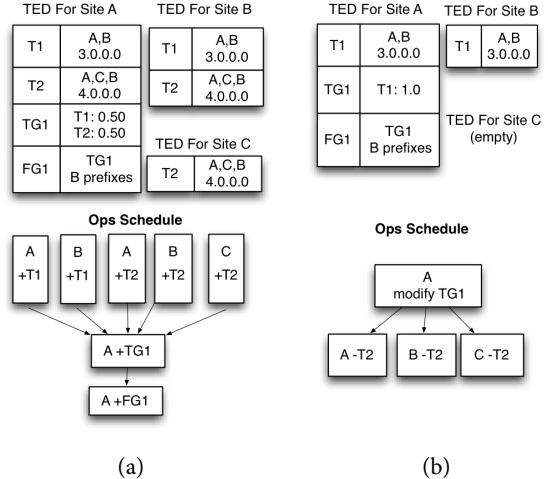 TED For Site A
T1
A,B
3.0.0.0
T2
A,C,B
4.0.0.0
TG1
T1: 0.50
T2: 0.50
FG1
TG1
B prefixes
TED For Site B
T1
A,B
3.0.0.0
T2
A,C,B
4.0.0.0
TED For Site C
T2
A,C,B
4.0.0.0
Ops Schedule
A
+T1
B
+T1
A
+T2
B
+T2
C
+T2
A +TG1
A +FG1
(a)
TED For Site A
T1
A,B
3.0.0.0
TG1
T1: 1.0
FG1
TG1
B prefixes
TED For Site B
T1
A,B
3.0.0.0
TED For Site C
(empty)
Ops Schedule
A
modify TG1
A -T2
B -T2
C -T2
(b)